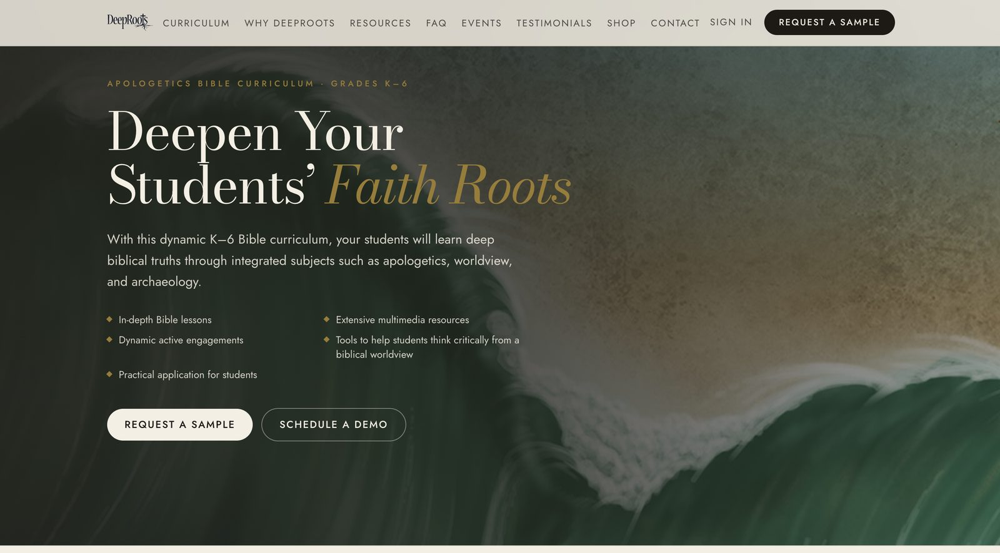 DeepRoots
CURRICULUM WHY DEEPROOTS RESOURCES FAQ EVENTS TESTIMONIALS SHOP CONTACT SIGN IN REQUEST A SAMPLE
APOLOGETICS BIBLE CURRICULUM · GRADES K–6
Deepen Your
Students’ Faith Roots
With this dynamic K–6 Bible curriculum, your students will learn deep
biblical truths through integrated subjects such as apologetics, worldview,
and archaeology.
In-depth Bible lessons
Extensive multimedia resources
Dynamic active engagements
Tools to help students think critically from a
biblical worldview
Practical application for students
REQUEST A SAMPLE
SCHEDULE A DEMO